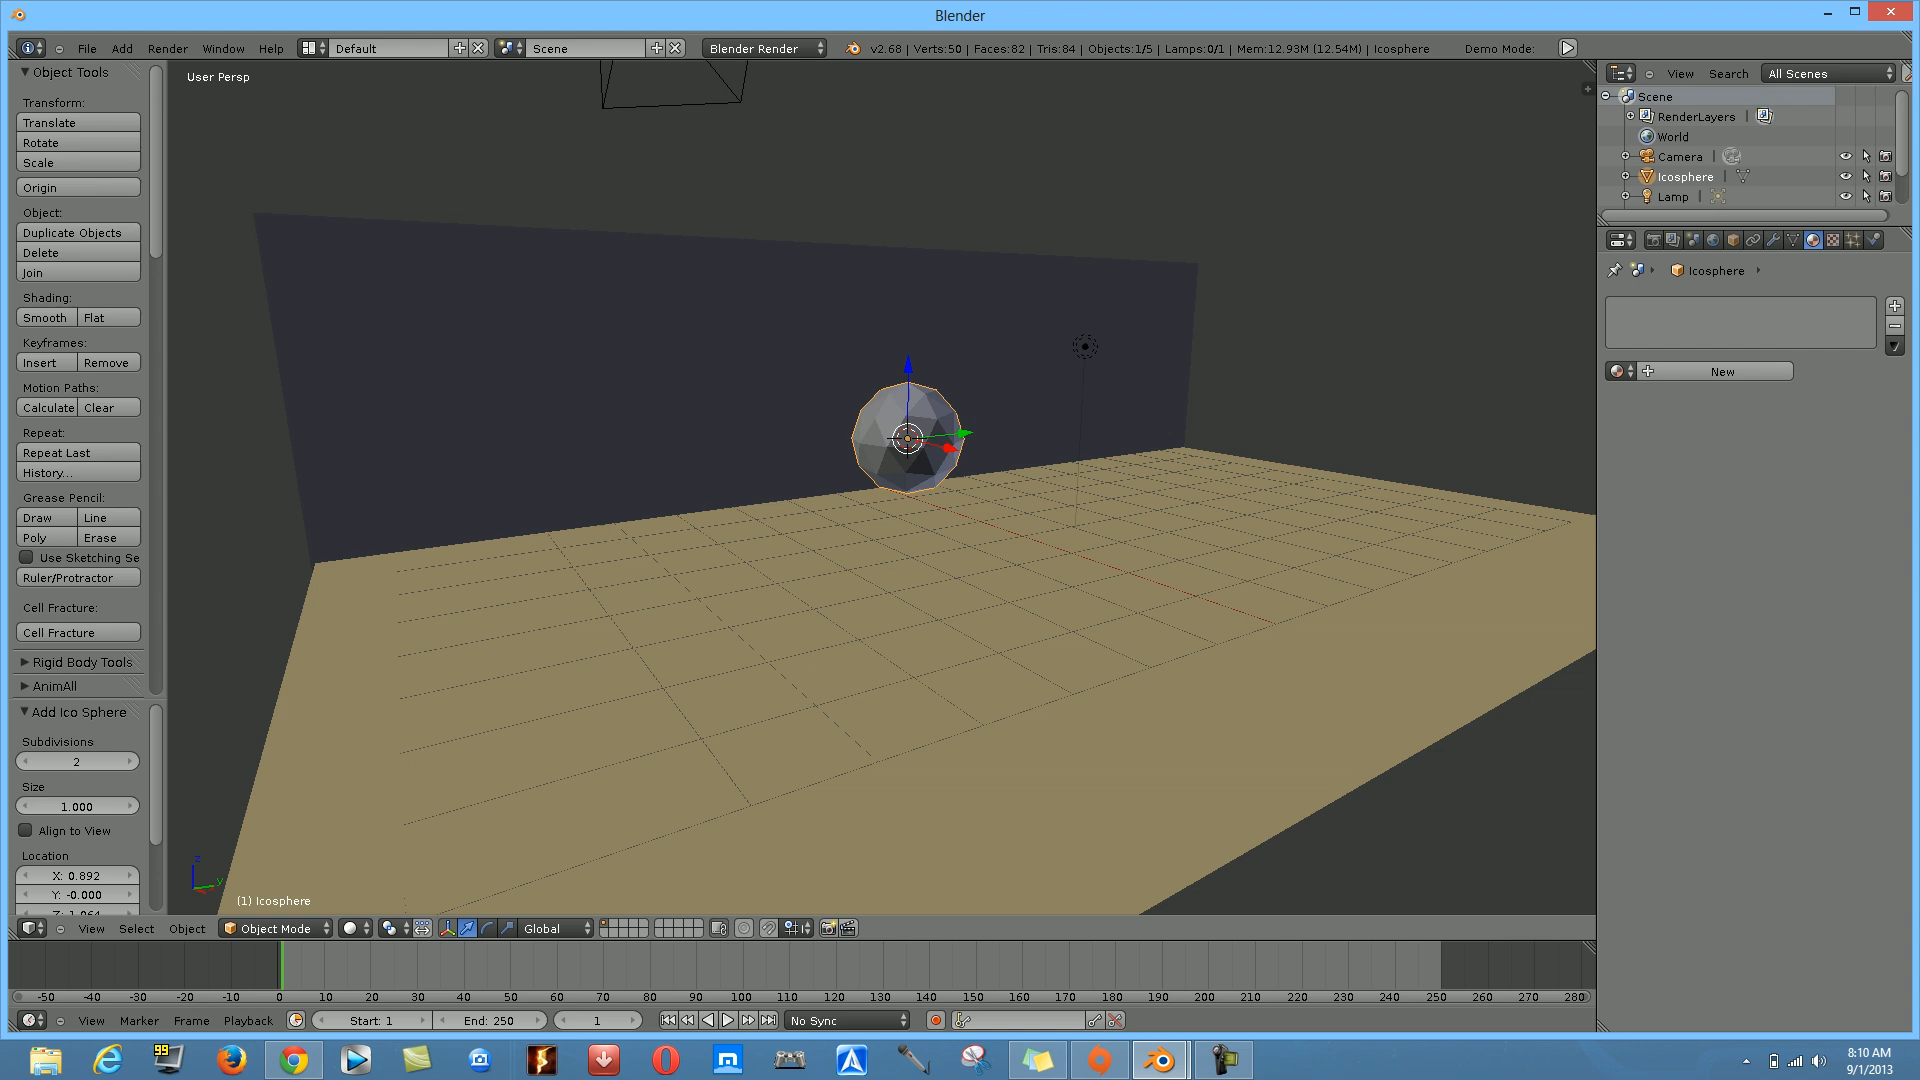 Blender
File Add Render Window Help Default Scene Blender Render v2.68 | Verts:50 | Faces:82 | Tris:84 | Objects:1/5 | Lamps:0/1 | Mem:12.93M (12.54M) | Icosphere Demo Mode:
Object Tools
Transform:
Translate
Rotate
Scale
Origin
Object:
Duplicate Objects
Delete
Join
Shading:
Smooth Flat
Keyframes:
Insert Remove
Motion Paths:
Calculate Clear
Repeat:
Repeat Last
History...
Grease Pencil:
Draw Line
Poly Erase
Use Sketching Se
Ruler/Protractor
Cell Fracture:
Cell Fracture
Rigid Body Tools
AnimAll
Add Ico Sphere
Subdivisions
2
Size
1.000
Align to View
Location
X: 0.892
Y: -0.000
Z: 1.064
User Persp
z
y
(1) Icosphere
View Search All Scenes
Scene
RenderLayers |
World
Camera |
Icosphere |
Lamp |
Icosphere
New
View Select Object Object Mode Global
-50 -40 -30 -20 -10 0 10 20 30 40 50 60 70 80 90 100 110 120 130 140 150 160 170 180 190 200 210 220 230 240 250 260 270 280
View Marker Frame Playback Start: 1 End: 250 1 No Sync
99
8:10 AM
9/1/2013